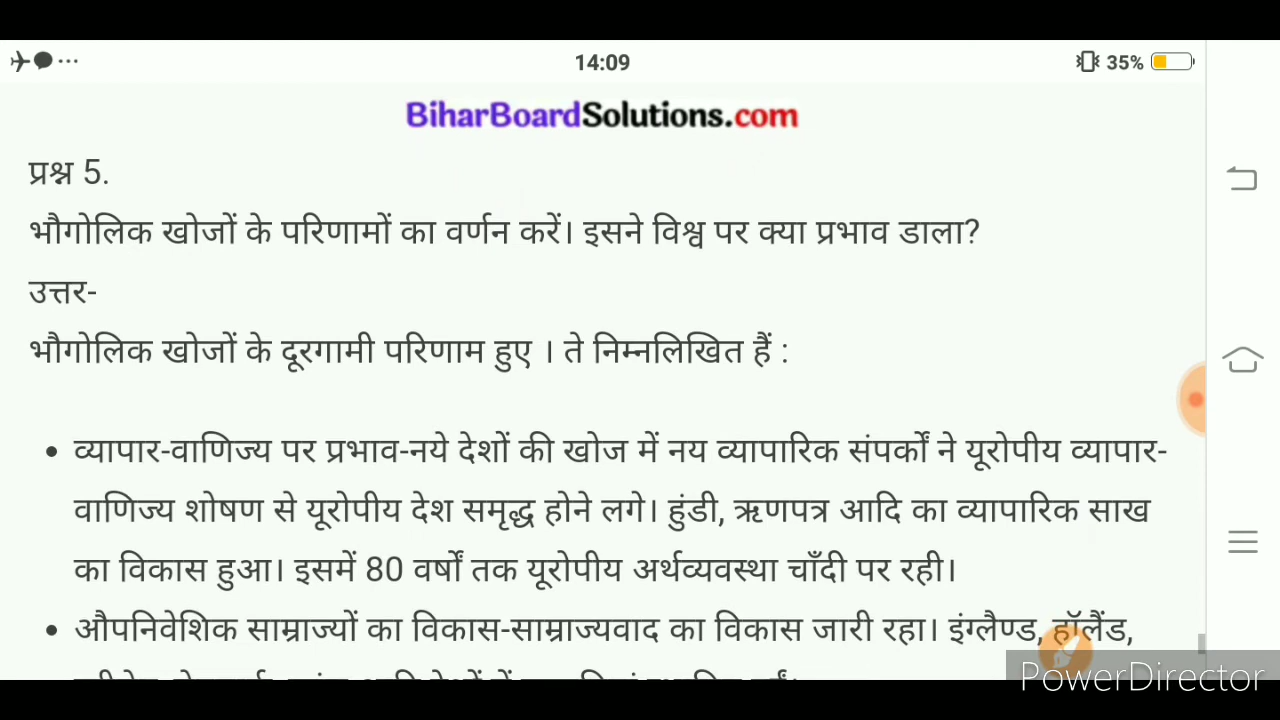 14:09
35%
BiharBoardSolutions.com
प्रश्न 5.
भौगोलिक खोजों के परिणामों का वर्णन करें। इसने विश्व पर क्या प्रभाव डाला?
उत्तर-
भौगोलिक खोजों के दूरगामी परिणाम हुए । ते निम्नलिखित हैं :
• व्यापार-वाणिज्य पर प्रभाव-नये देशों की खोज में नय व्यापारिक संपर्कों ने यूरोपीय व्यापार-
वाणिज्य शोषण से यूरोपीय देश समृद्ध होने लगे। हुंडी, ऋणपत्र आदि का व्यापारिक साख
का विकास हुआ। इसमें 80 वर्षों तक यूरोपीय अर्थव्यवस्था चाँदी पर रही।
• औपनिवेशिक साम्राज्यों का विकास-साम्राज्यवाद का विकास जारी रहा। इंग्लैण्ड, हॉलैंड,
PowerDirector